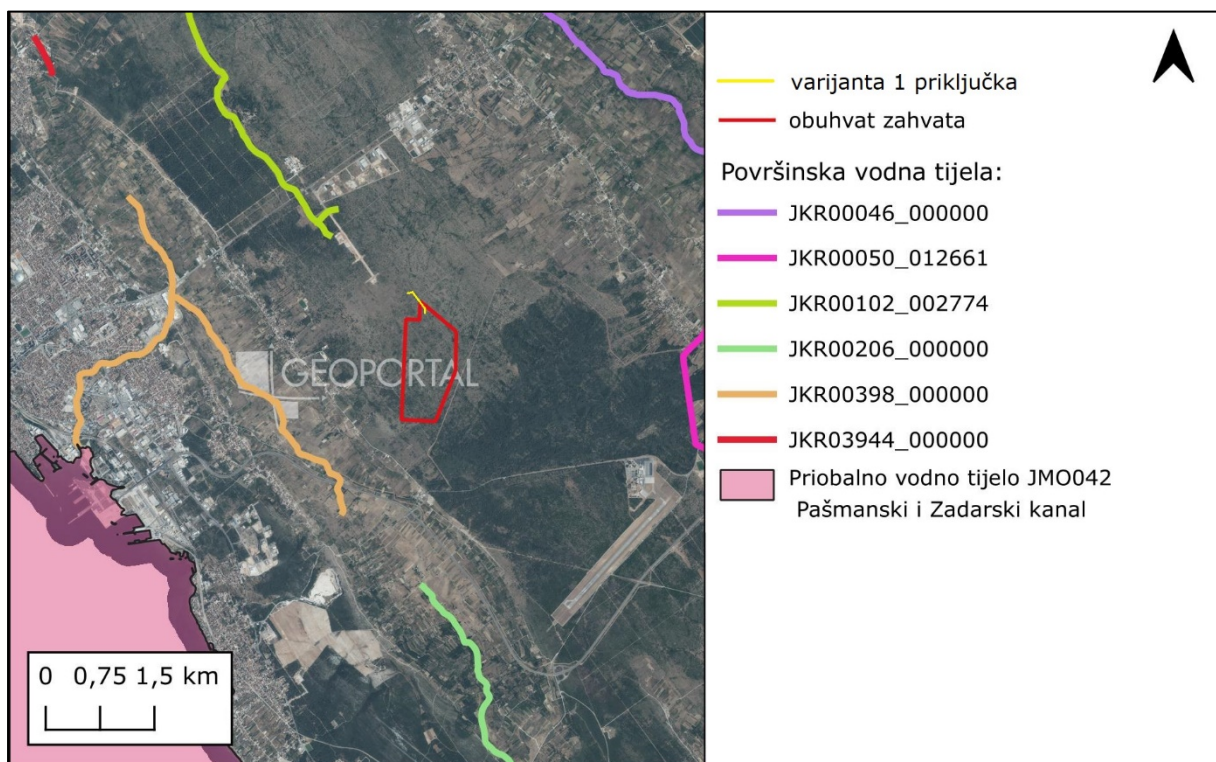 varijanta 1 priključka
obuhvat zahvata
Površinska vodna tijela:
JKR00046_000000
JKR00050_012661
JKR00102_002774
JKR00206_000000
JKR00398_000000
JKR03944_000000
Priobalno vodno tijelo JMO042
Pašmanski i Zadarski kanal
GEOPORTAL
0 0,75 1,5 km